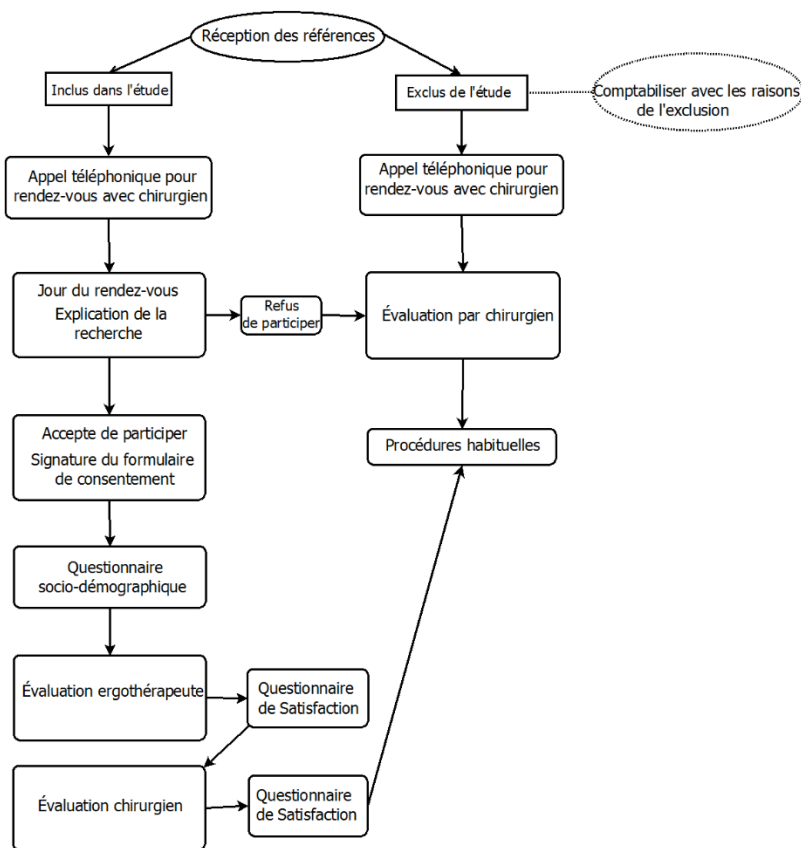 Réception des références
Inclus dans l'étude
Exclus de l'étude
Comptabiliser avec les raisons
de l'exclusion
Appel téléphonique pour
rendez-vous avec chirurgien
Appel téléphonique pour
rendez-vous avec chirurgien
Jour du rendez-vous
Explication de la
recherche
Refus
de participer
Évaluation par chirurgien
Accepte de participer
Signature du formulaire
de consentement
Procédures habituelles
Questionnaire
socio-démographique
Évaluation ergothérapeute
Questionnaire
de Satisfaction
Évaluation chirurgien
Questionnaire
de Satisfaction